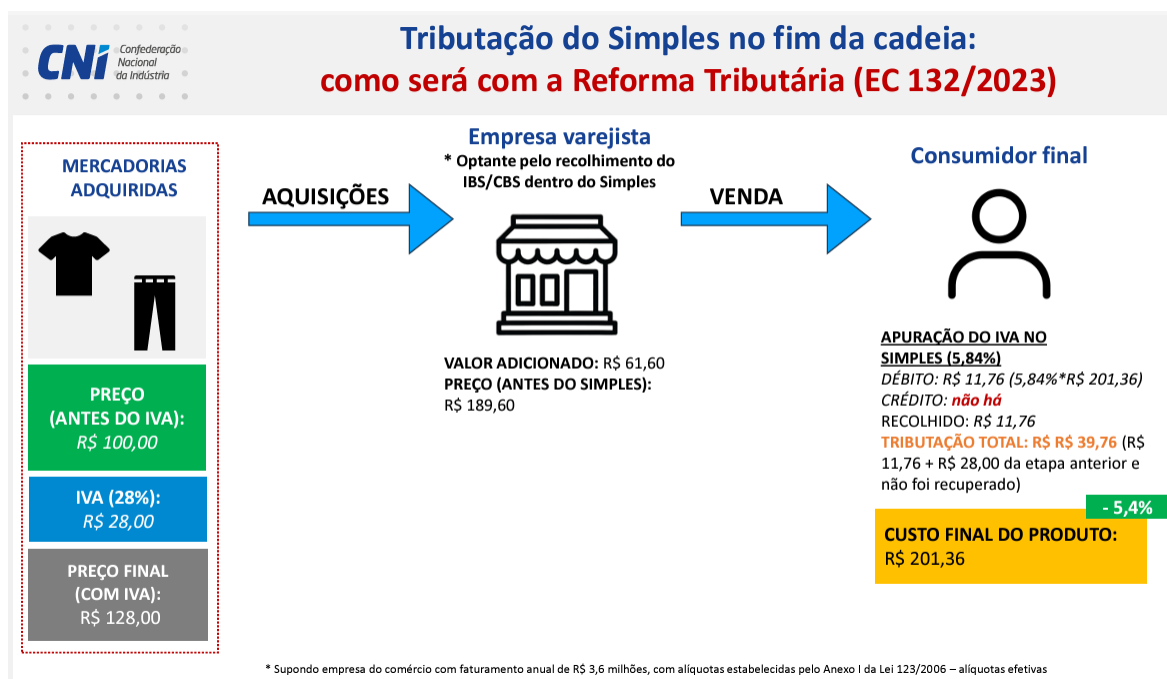 CNI Confederação
Nacional
da Indústria
Tributação do Simples no fim da cadeia:
como será com a Reforma Tributária (EC 132/2023)
MERCADORIAS
ADQUIRIDAS
PREÇO
(ANTES DO IVA):
R$ 100,00
IVA (28%):
R$ 28,00
PREÇO FINAL
(COM IVA):
R$ 128,00
AQUISIÇÕES
Empresa varejista
* Optante pelo recolhimento do
IBS/CBS dentro do Simples
VALOR ADICIONADO: R$ 61,60
PREÇO (ANTES DO SIMPLES):
R$ 189,60
VENDA
Consumidor final
APURAÇÃO DO IVA NO
SIMPLES (5,84%)
DÉBITO: R$ 11,76 (5,84%*R$ 201,36)
CRÉDITO: não há
RECOLHIDO: R$ 11,76
TRIBUTAÇÃO TOTAL: R$ R$ 39,76 (R$
11,76 + R$ 28,00 da etapa anterior e
não foi recuperado)
- 5,4%
CUSTO FINAL DO PRODUTO:
R$ 201,36
* Supondo empresa do comércio com faturamento anual de R$ 3,6 milhões, com alíquotas estabelecidas pelo Anexo I da Lei 123/2006 – alíquotas efetivas